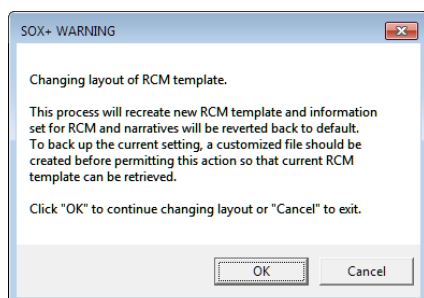 SOX+ WARNING
Changing layout of RCM template.
This process will recreate new RCM template and information
set for RCM and narratives will be reverted back to default.
To back up the current setting, a customized file should be
created before permitting this action so that current RCM
template can be retrieved.
Click "OK" to continue changing layout or "Cancel" to exit.
OK
Cancel